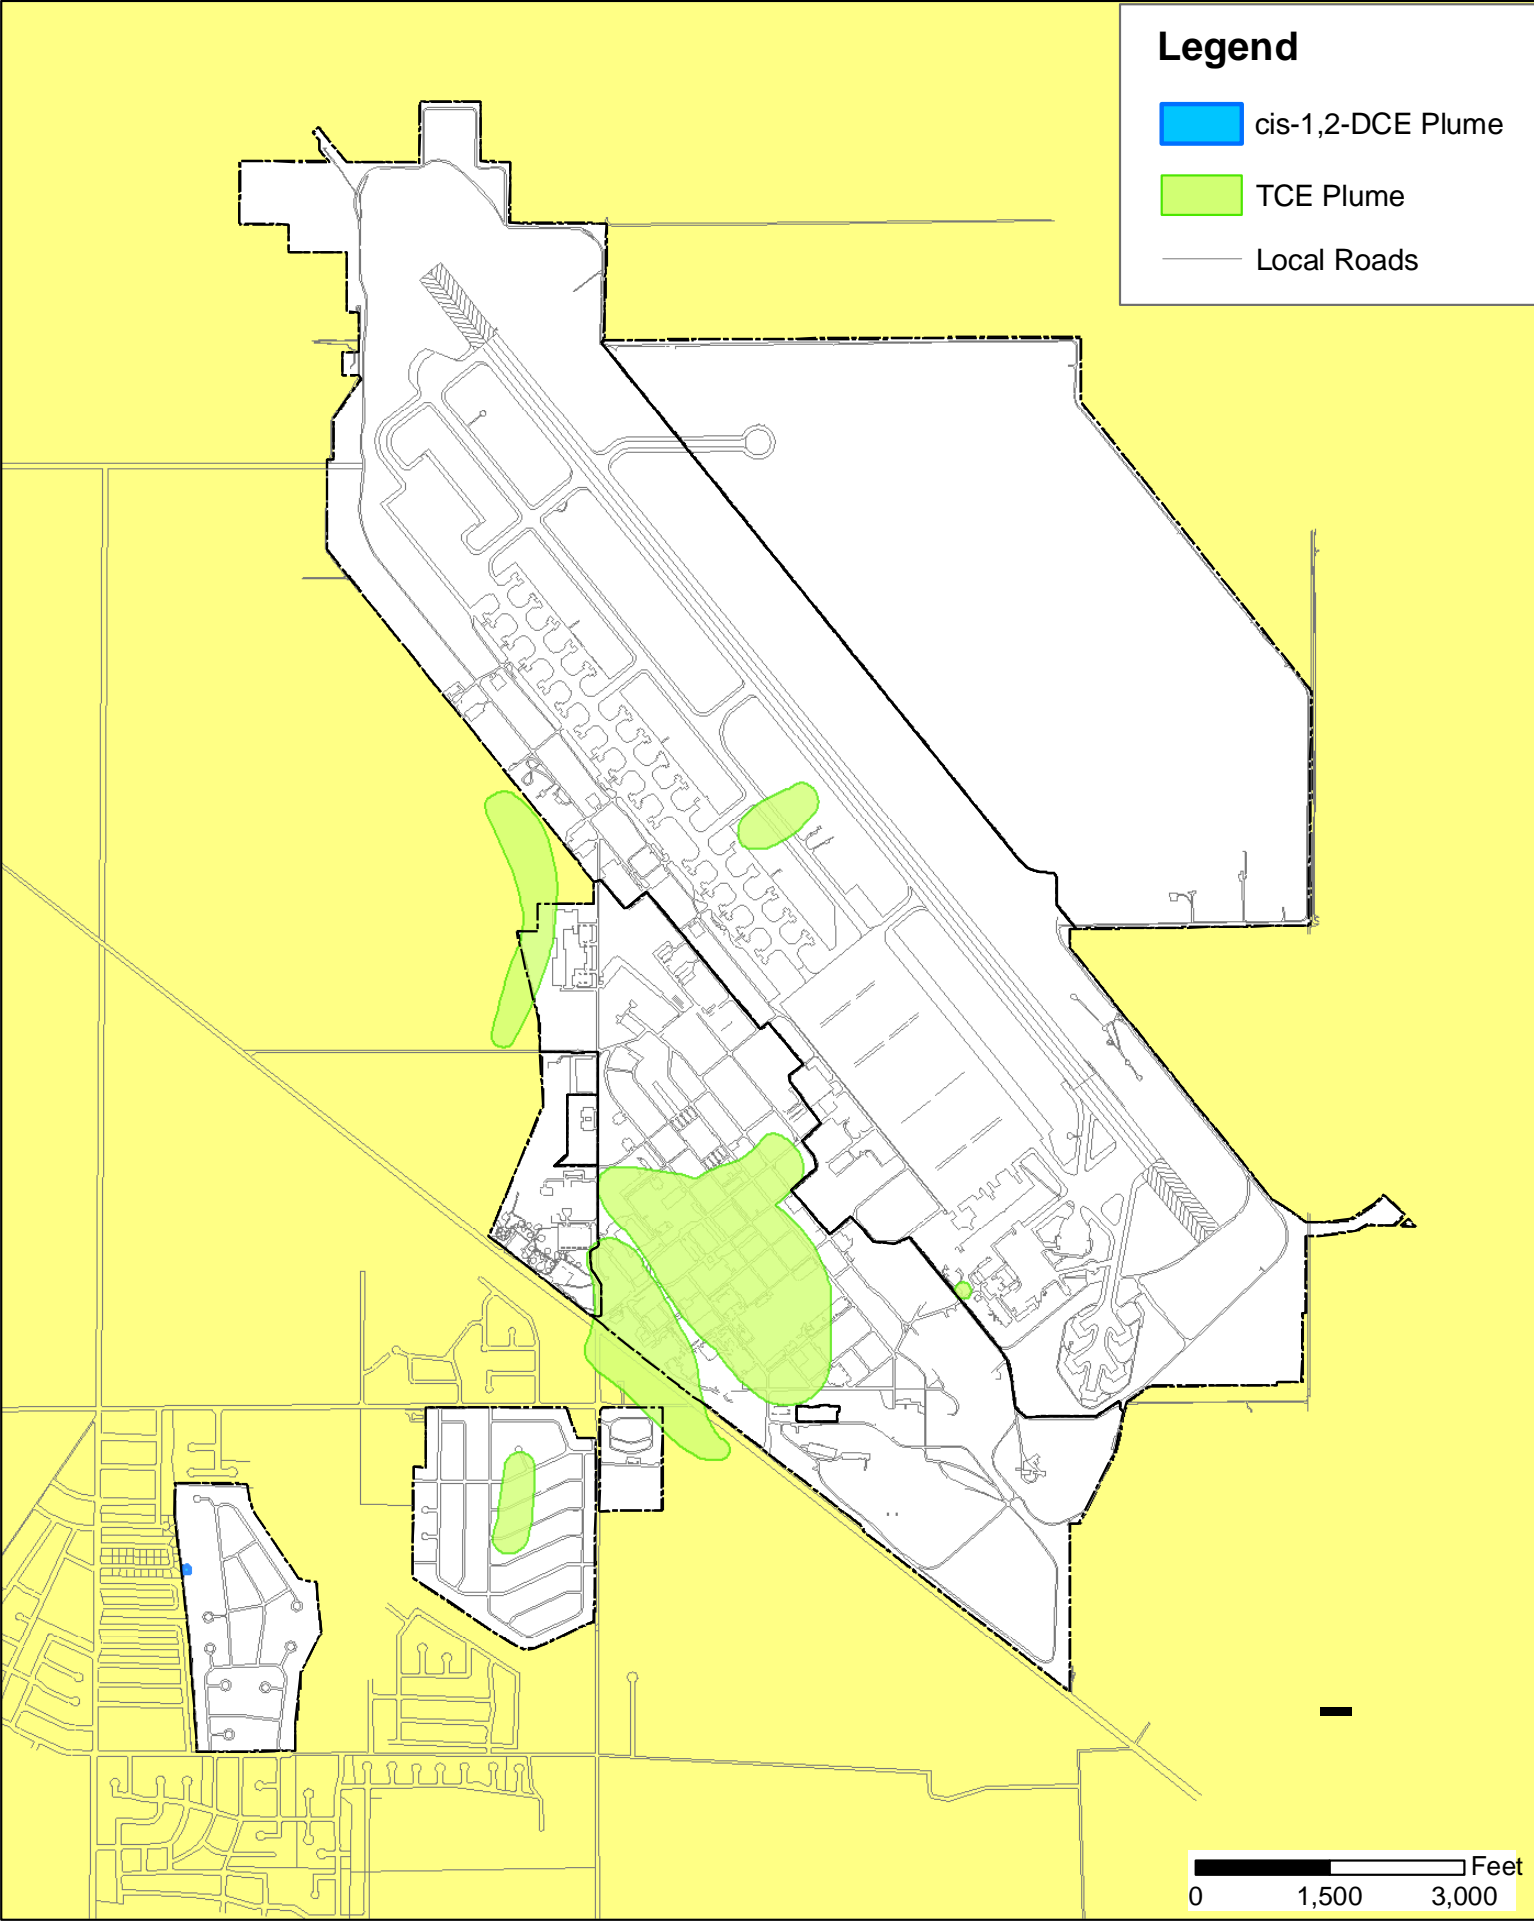 Legend
cis-1,2-DCE Plume
TCE Plume
Local Roads
Feet
0 1,500 3,000